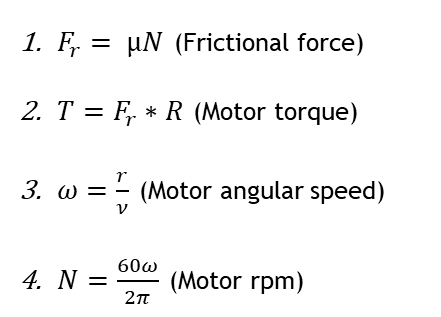 1. Fᵣ = μN (Frictional force)
2. T = Fᵣ * R (Motor torque)
3. ω = r/ν (Motor angular speed)
4. N = 60ω/2π (Motor rpm)